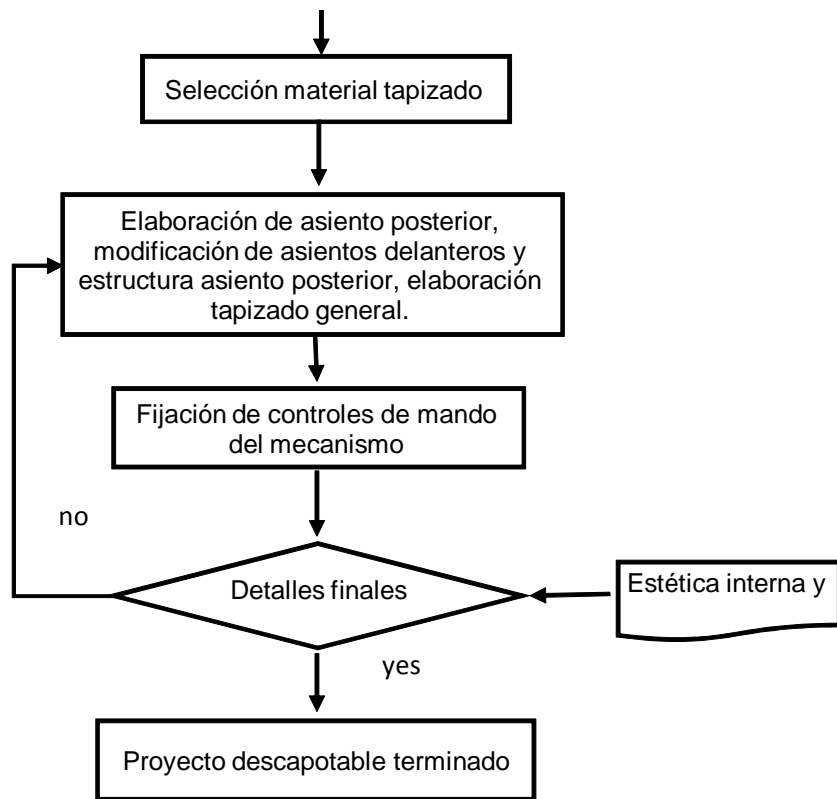 Selección material tapizado
Elaboración de asiento posterior,
modificación de asientos delanteros y
estructura asiento posterior, elaboración
tapizado general.
Fijación de controles de mando
del mecanismo
no
Detalles finales
Estética interna y
yes
Proyecto descapotable terminado